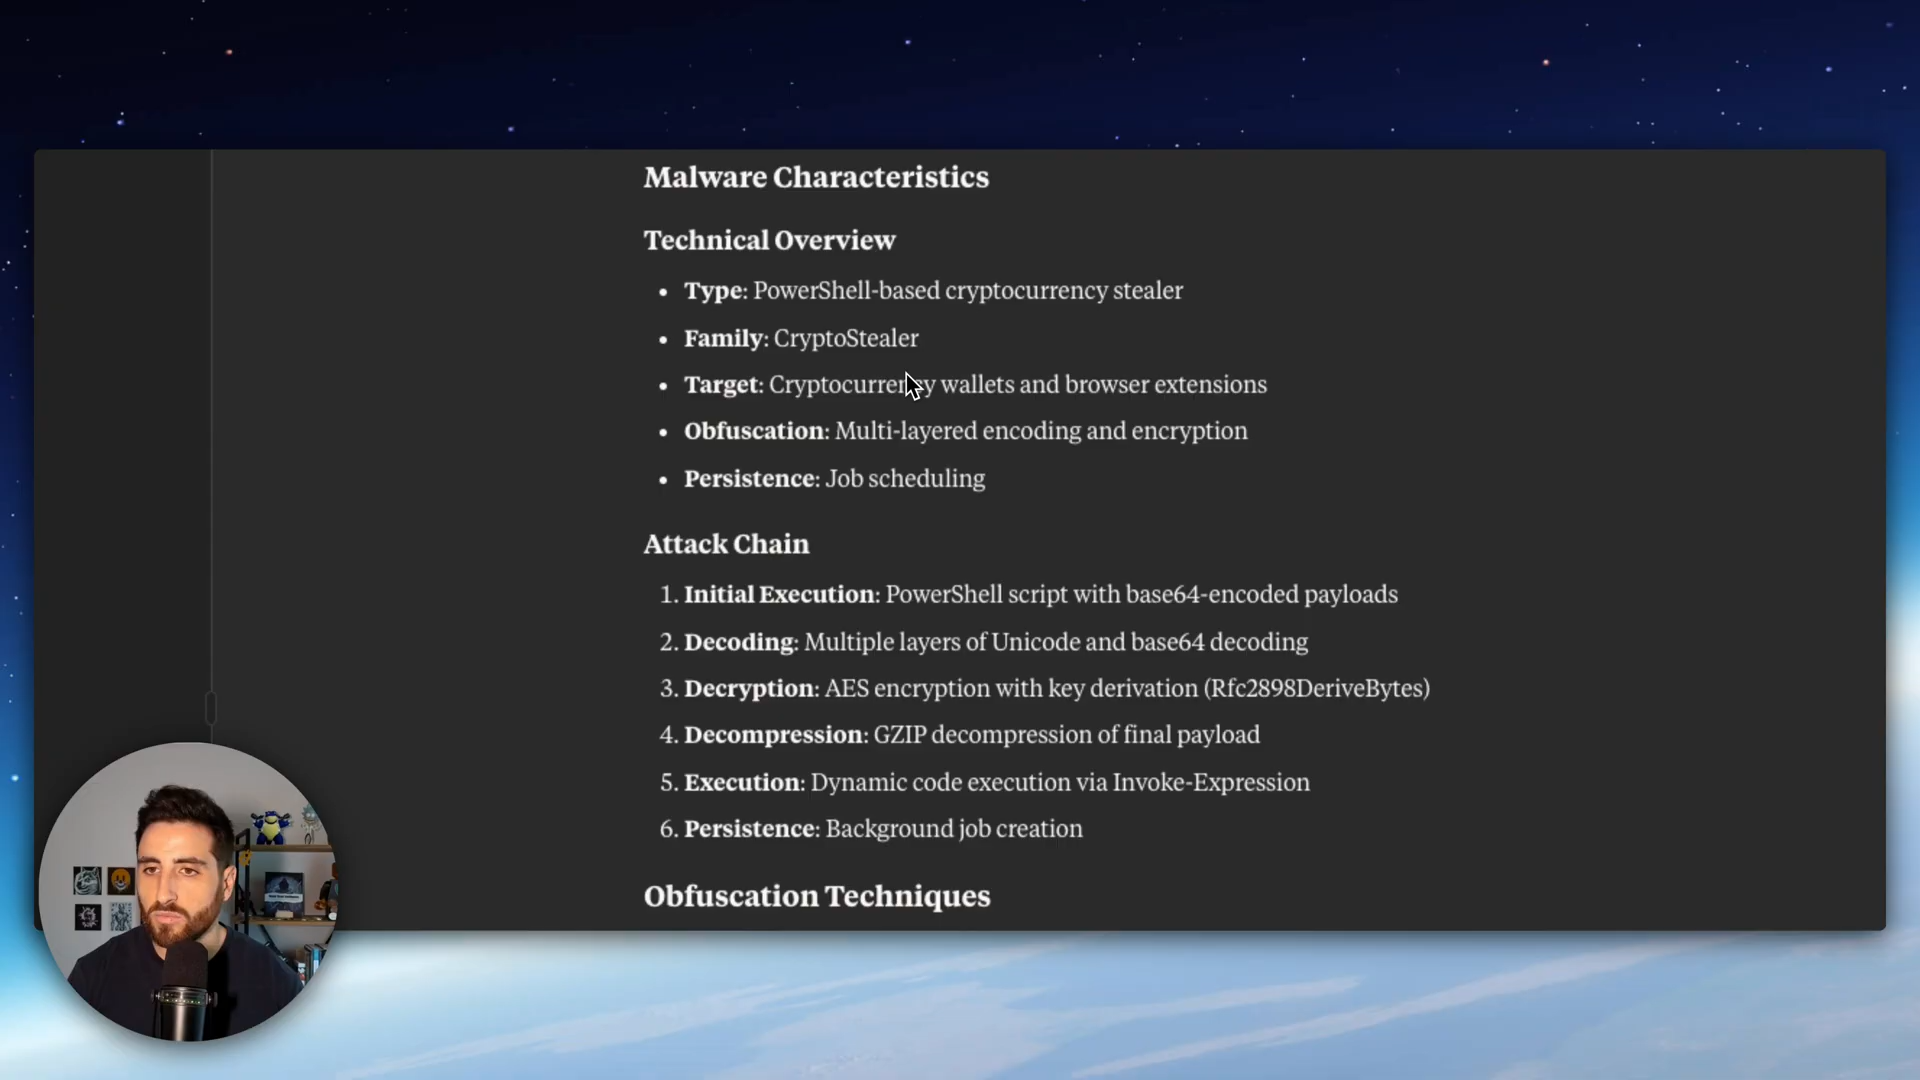 Malware Characteristics
Technical Overview
• Type: PowerShell-based cryptocurrency stealer
• Family: CryptoStealer
• Target: Cryptocurrency wallets and browser extensions
• Obfuscation: Multi-layered encoding and encryption
• Persistence: Job scheduling
Attack Chain
1. Initial Execution: PowerShell script with base64-encoded payloads
2. Decoding: Multiple layers of Unicode and base64 decoding
3. Decryption: AES encryption with key derivation (Rfc2898DeriveBytes)
4. Decompression: GZIP decompression of final payload
5. Execution: Dynamic code execution via Invoke-Expression
6. Persistence: Background job creation
Obfuscation Techniques